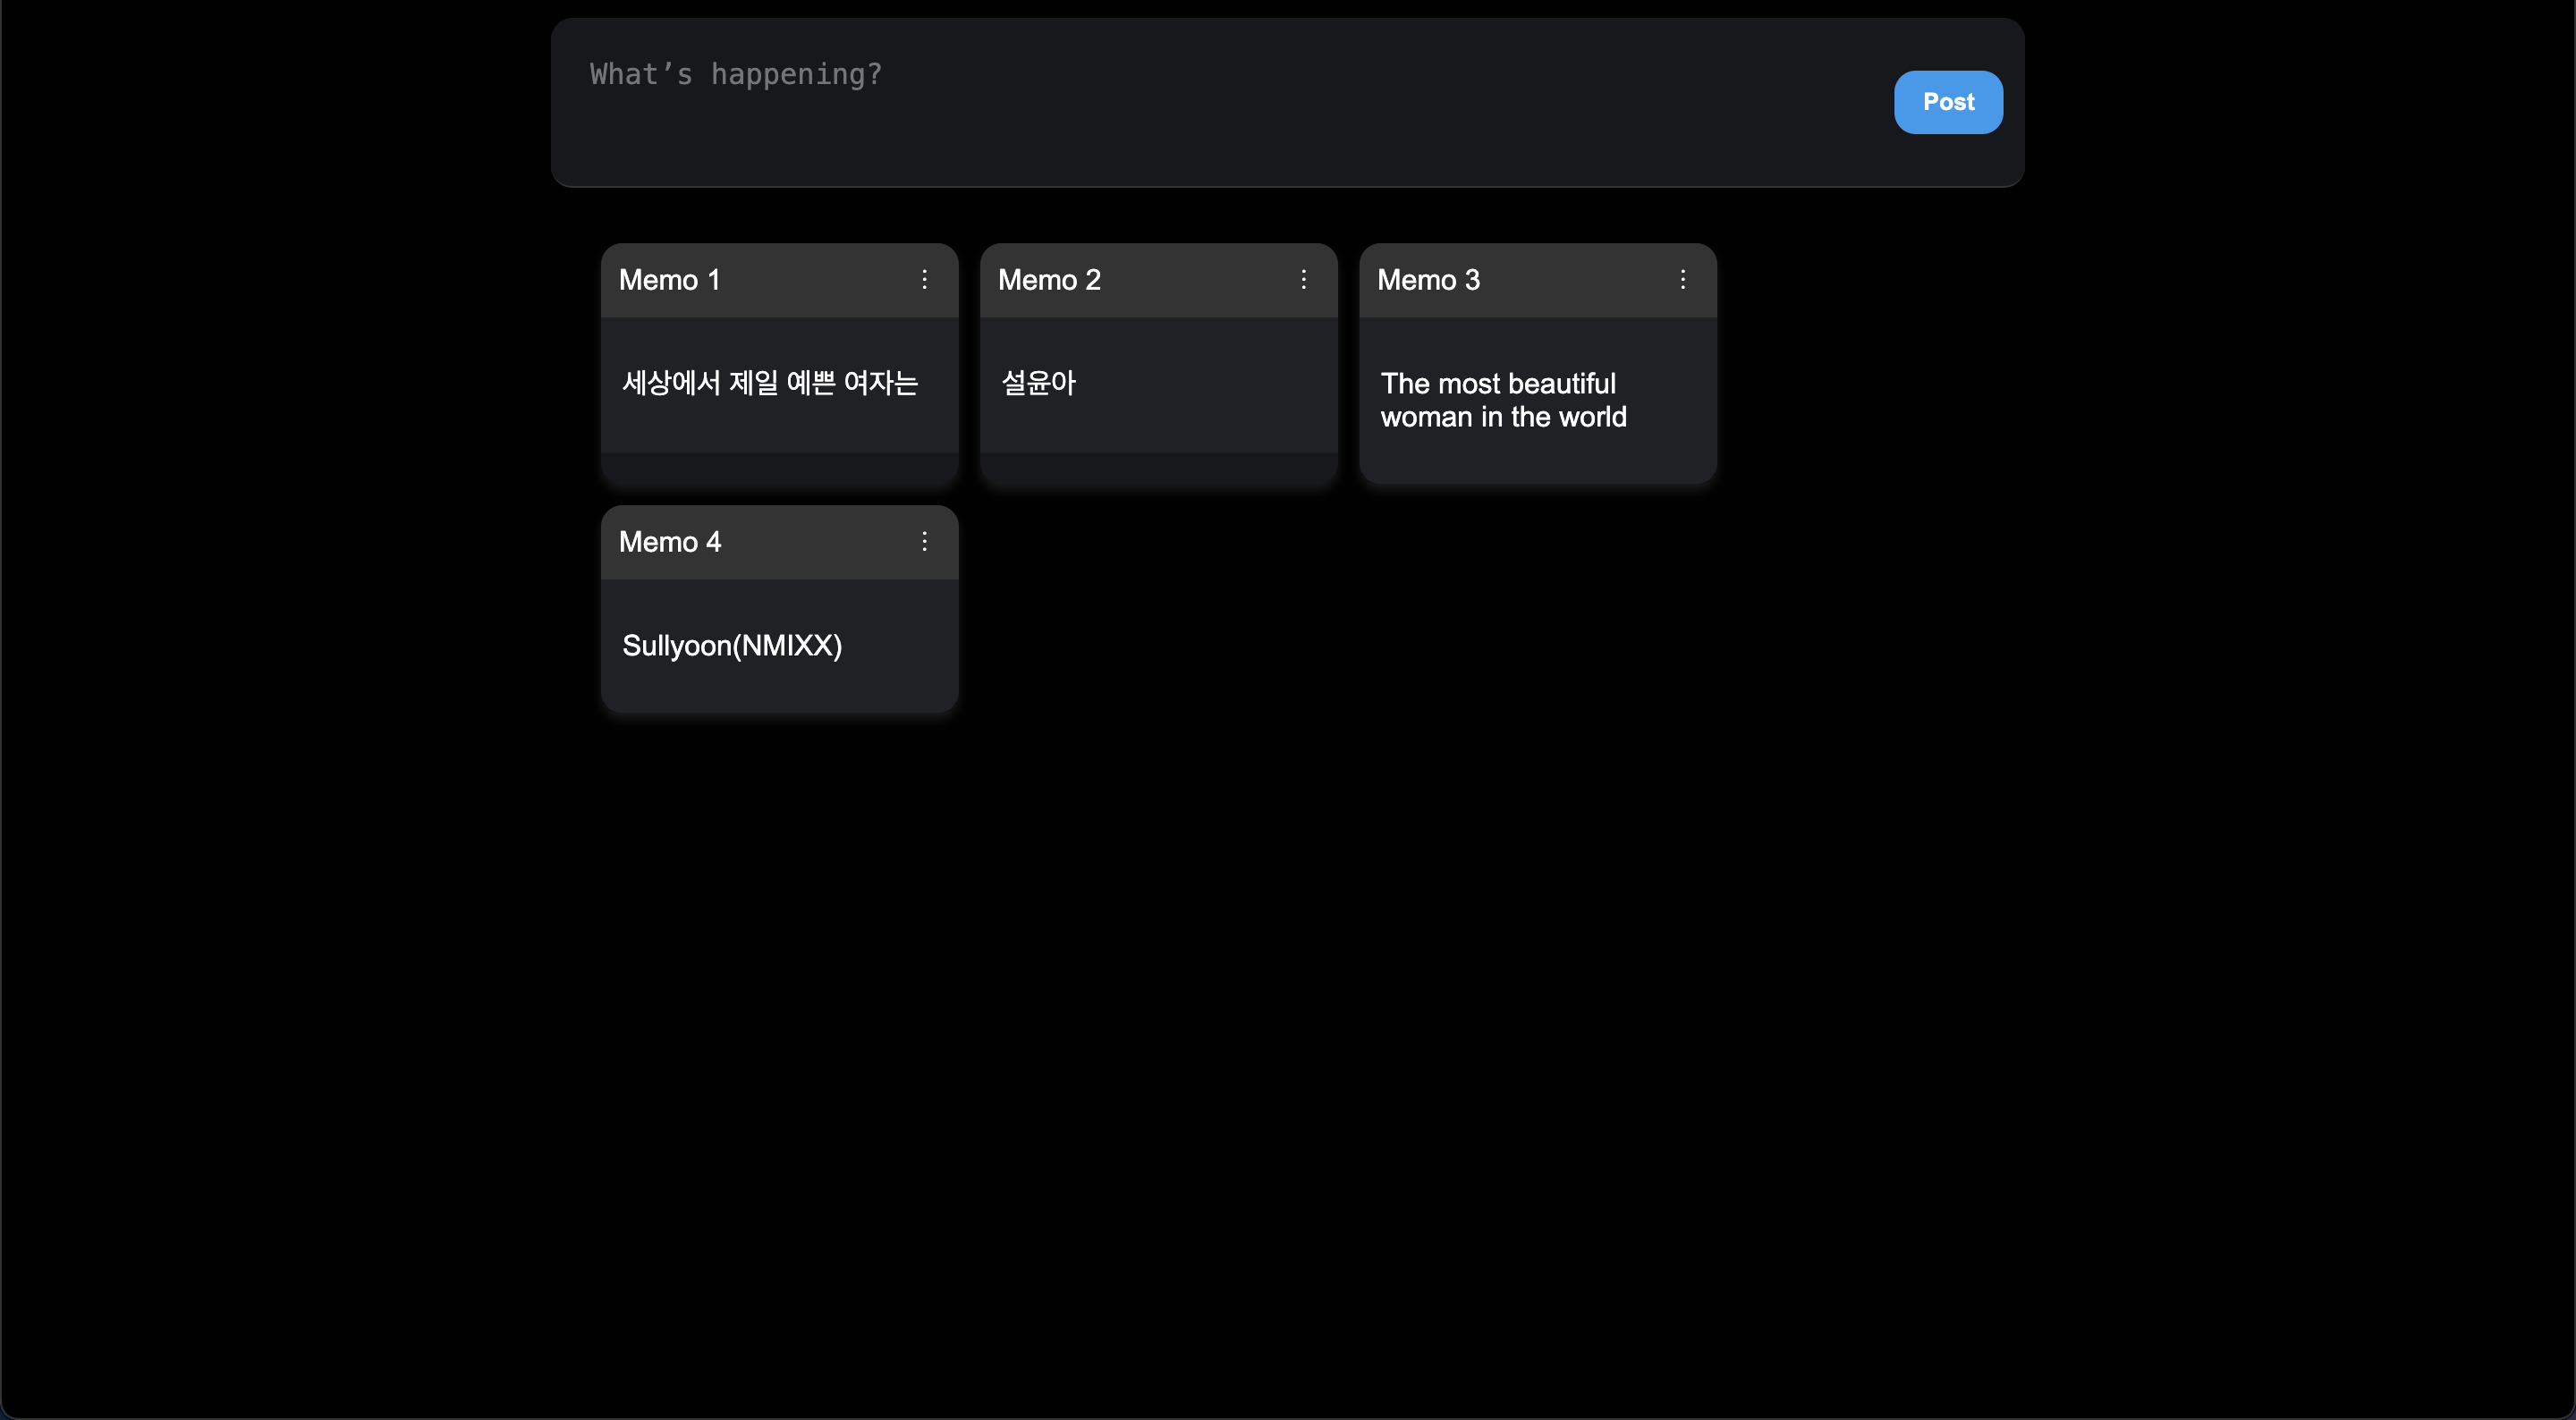 What’s happening?
Post
Memo 1
세상에서 제일 예쁜 여자는
Memo 2
설윤아
Memo 3
The most beautiful
woman in the world
Memo 4
Sullyoon(NMIXX)